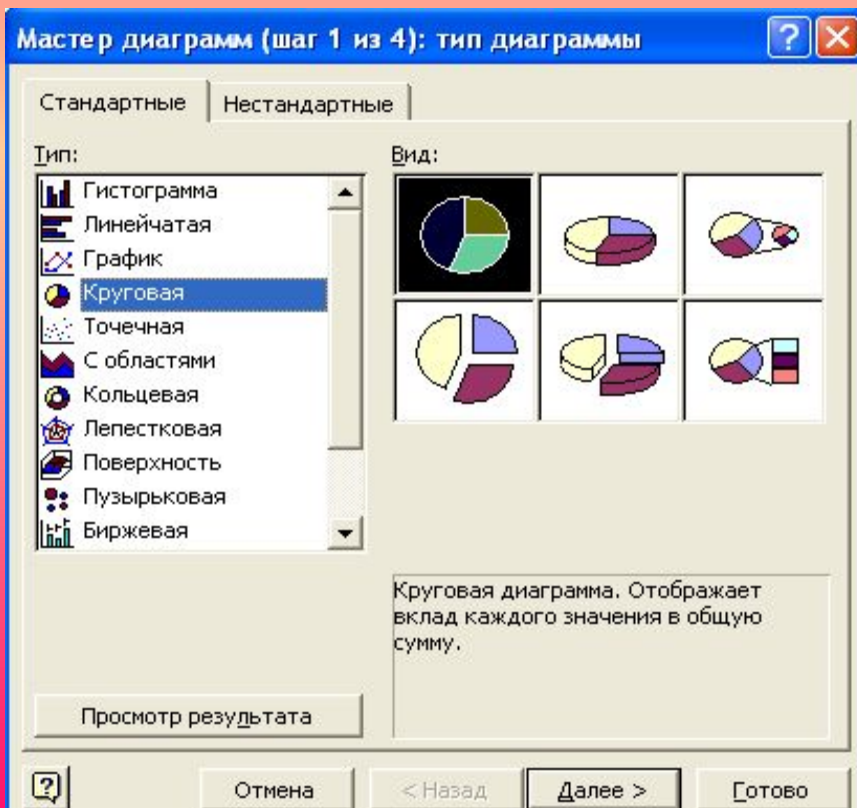 Мастер диаграмм (шаг 1 из 4): тип диаграммы
Стандартные
Нестандартные
Тип:
Гистограмма
Линейчатая
График
Круговая
Точечная
С областями
Кольцевая
Лепестковая
Поверхность
Пузырьковая
Биржевая
Вид:
Круговая диаграмма. Отображает
вклад каждого значения в общую
сумму.
Просмотр результата
Отмена
< Назад
Далее >
Готово